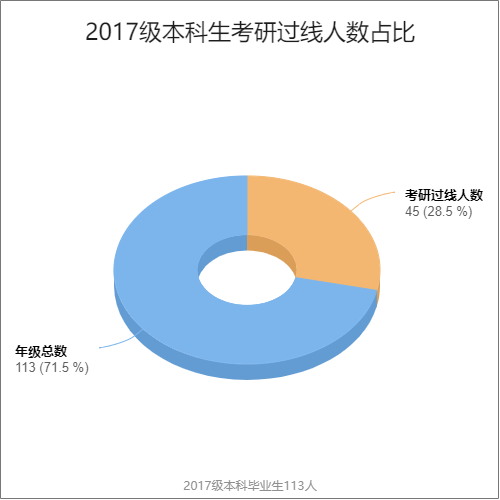 2017级本科生考研过线人数占比
考研过线人数
45 (28.5 %)
年级总数
113 (71.5 %)
2017级本科毕业生113人